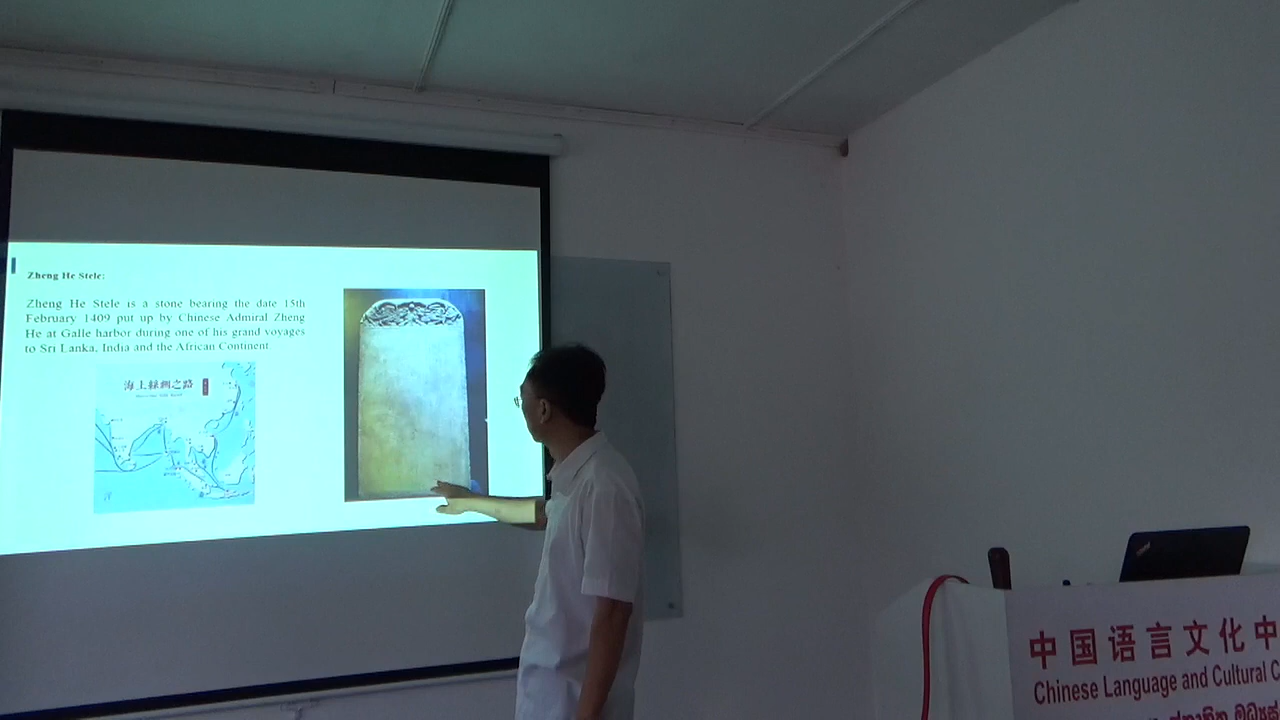 Zheng He Stele:
Zheng He Stele is a stone bearing the date 15th
February 1409 put up by Chinese Admiral Zheng
He at Galle harbor during one of his grand voyages
to Sri Lanka, India and the African Continent
海上絲綢之路
中国语言文化中
Chinese Language and Cultural C